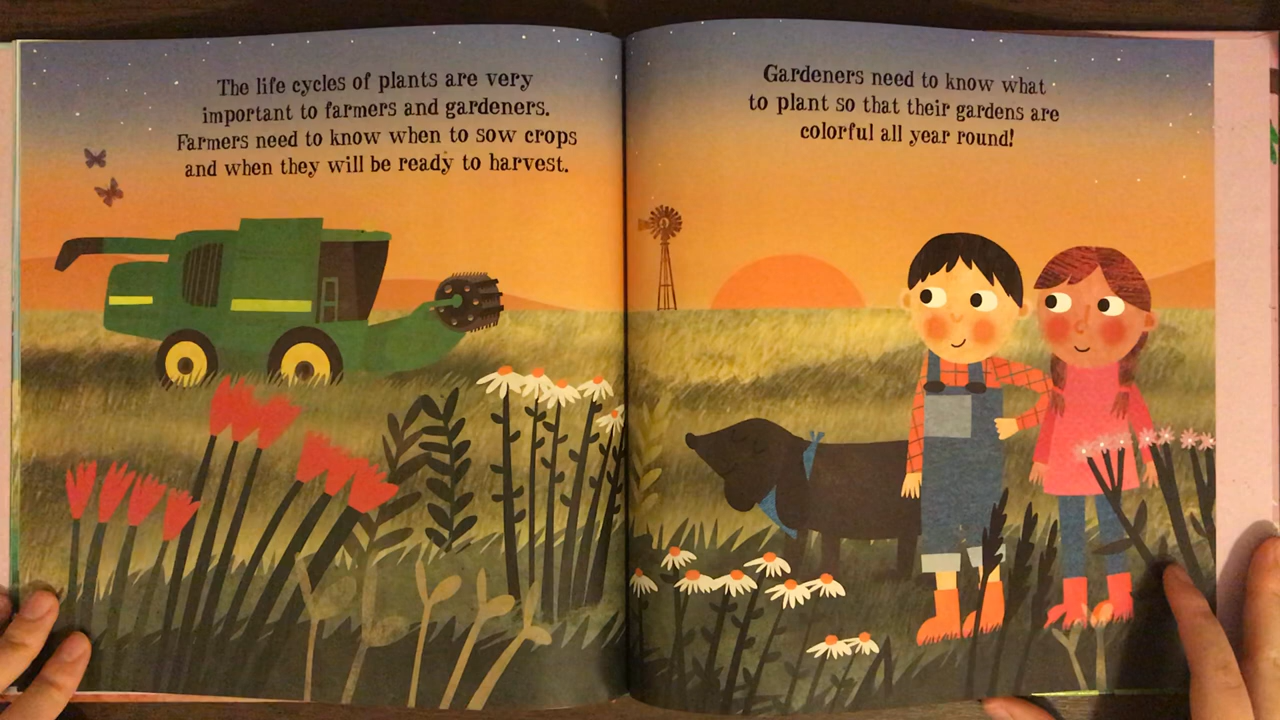 The life cycles of plants are very
important to farmers and gardeners.
Farmers need to know when to sow crops
and when they will be ready to harvest.
Gardeners need to know what
to plant so that their gardens are
colorful all year round!